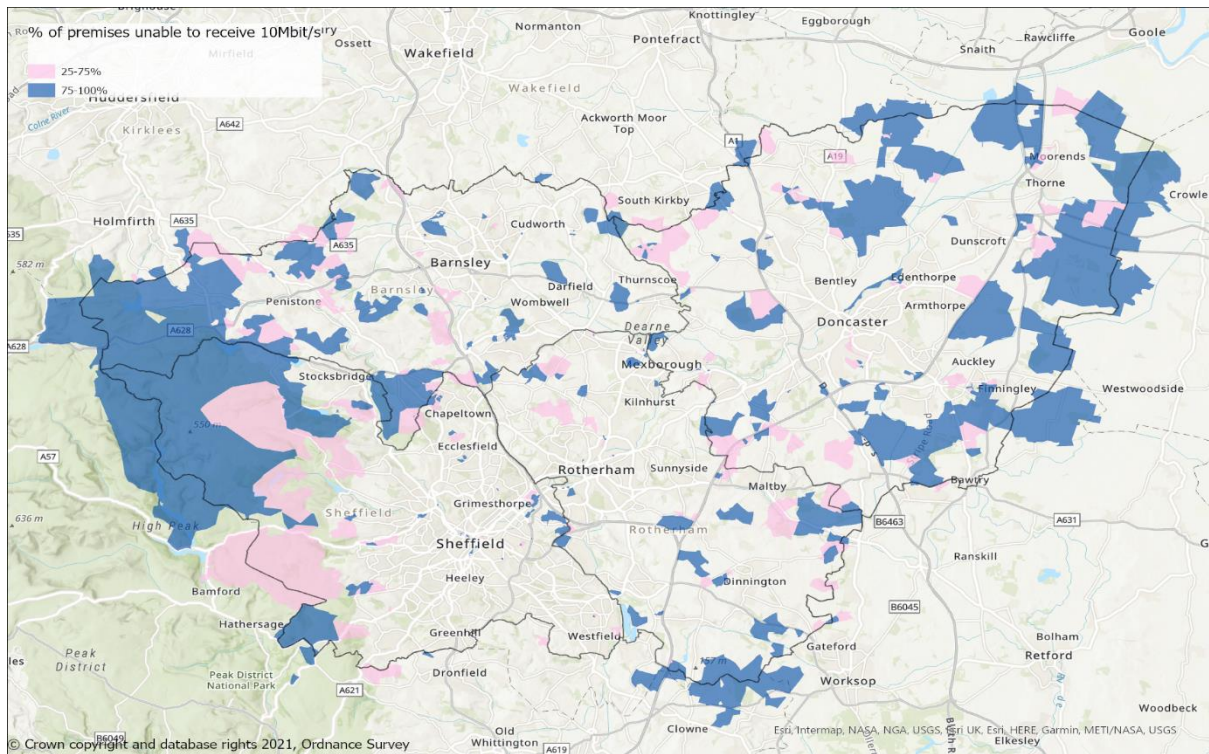 % of premises unable to receive 10Mbit/s
25-75%
75-100%
Brighouse
Normanton
Knottingley
Eggborough
Rawcliffe
Goole
Ossett
Wakefield
Pontefract
Snaith
Mirfield
Huddersfield
Wakefield
Colne River
Kirklees
A642
Ackworth Moor
Top
A1
A19
Moorends
Thorne
Crowle
Holmfirth
A635
A635
A635
South Kirkby
Cudworth
Dunscroft
582 m
Barnsley
Thurnscoe
Bentley
Edenthorpe
Penistone
Barnsley
Darfield
Wombwell
Armthorpe
A628
A628
Dearne
Valley
Doncaster
Stocksbridge
Mexborough
Auckley
Finningley
Westwoodside
Chapeltown
Kilnhurst
550 m
Ecclesfield
A57
Rotherham
Sunnyside
Maltby
Bawtry
636 m
High Peak
Sheffield
Grimesthorpe
Rotherham
B6463
A631
Sheffield
Ranskill
Bamford
Heeley
Dinnington
B6045
Hathersage
Greenhill
Westfield
Gateford
Bolham
Retford
Peak
District
Peak District
National Park
A621
Dronfield
157 m
Worksop
Clowne
Woodbeck
B6049
Old
Whittington
A619
Elkesley
Esri, Intermap, NASA, NGA, USGS, Esri UK, Esri, HERE, Garmin, METI/NASA, USGS
© Crown copyright and database rights 2021, Ordnance Survey